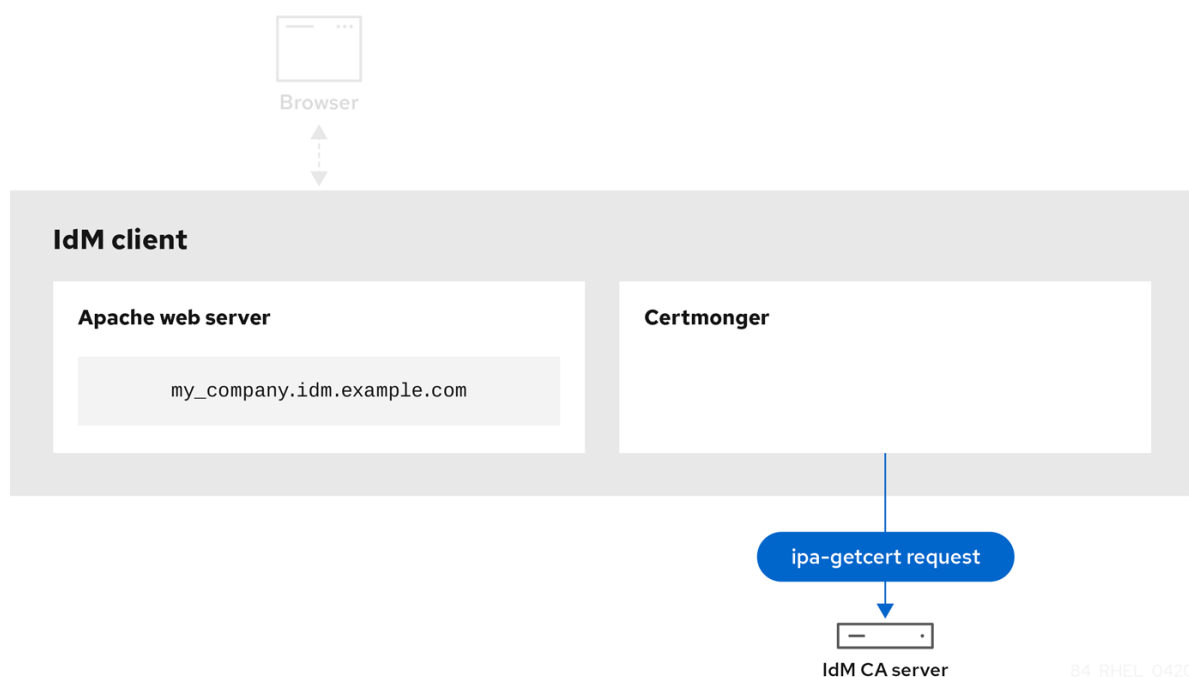 Browser
IdM client
Apache web server
my_company.idm.example.com
Certmonger
ipa-getcert request
IdM CA server
84_RHEL_0420